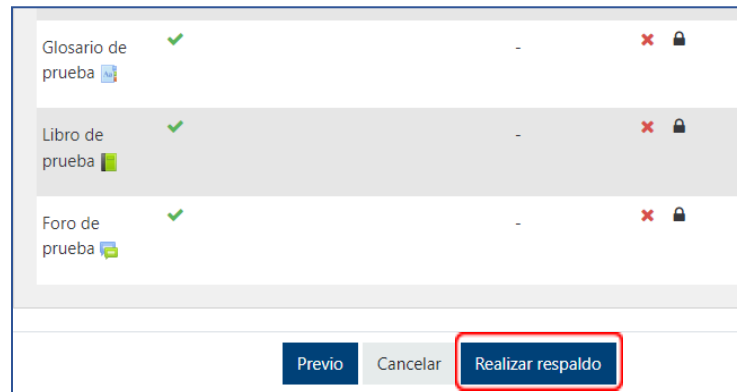 Glosario de
prueba
-
Libro de
prueba
-
Foro de
prueba
-
Previo Cancelar Realizar respaldo